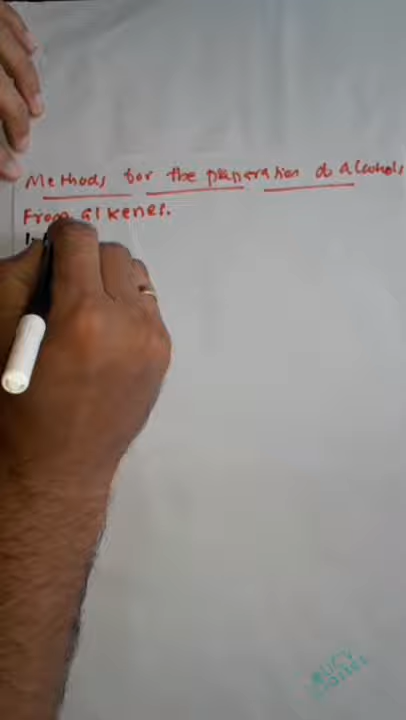 Methods for the preparation of alcohols
From alkenes.